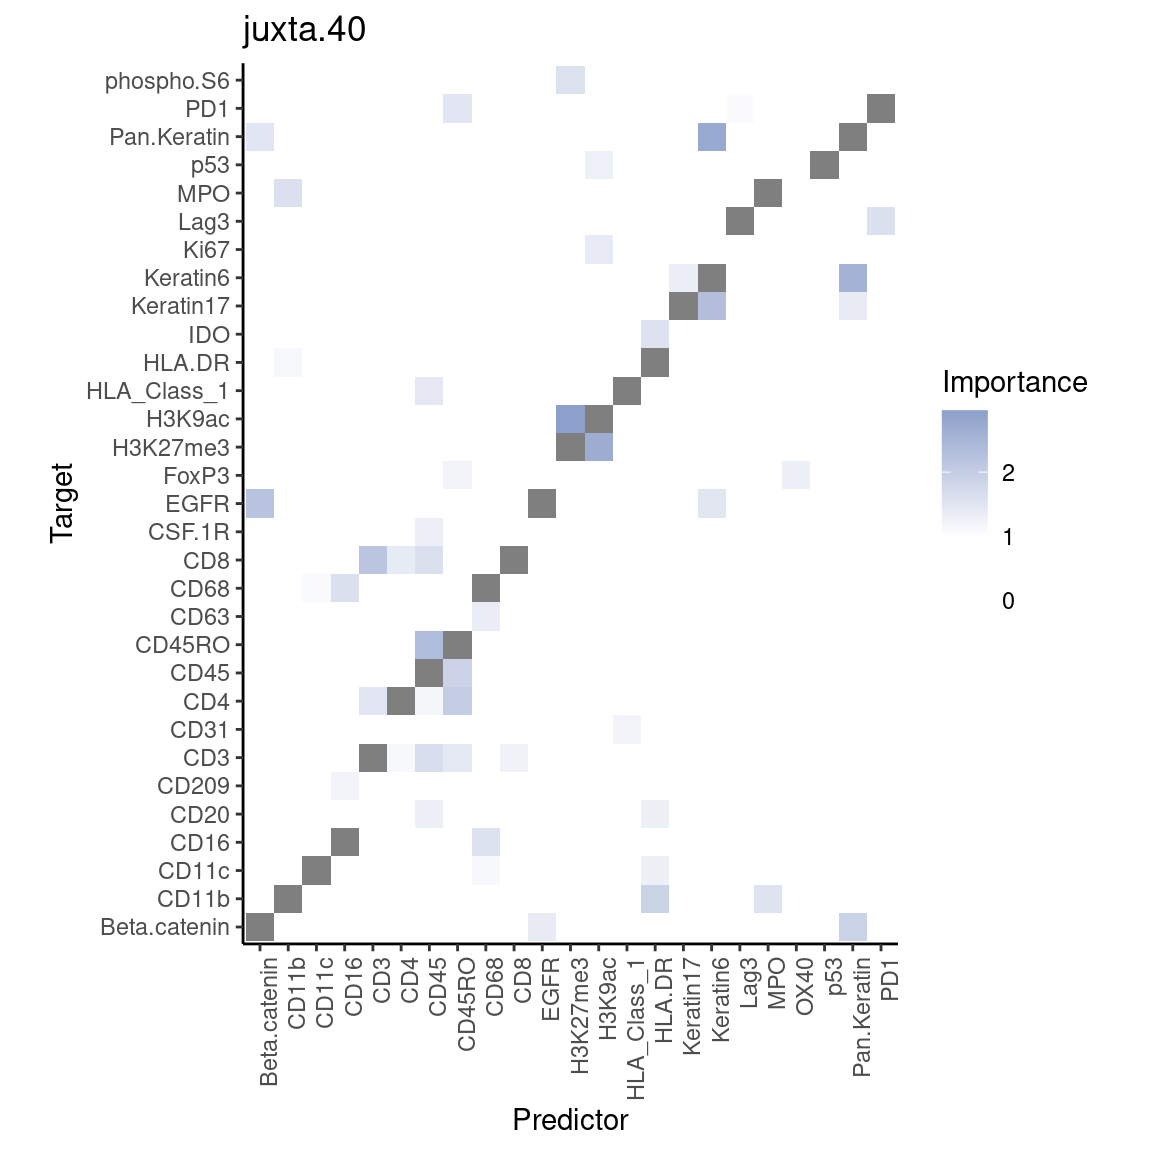 juxta.40
phospho.S6
PD1
Pan.Keratin
p53
MPO
Lag3
Ki67
Keratin6
Keratin17
IDO
HLA.DR
HLA_Class_1
H3K9ac
H3K27me3
FoxP3
EGFR
CSF.1R
CD8
CD68
CD63
CD45RO
CD45
CD4
CD31
CD3
CD209
CD20
CD16
CD11c
CD11b
Beta.catenin
Target
Beta.catenin
CD11b
CD11c
CD16
CD3
CD4
CD45
CD45RO
CD68
CD8
EGFR
H3K27me3
H3K9ac
HLA_Class_1
HLA.DR
Keratin17
Keratin6
Lag3
MPO
OX40
p53
Pan.Keratin
PD1
Predictor
Importance
2
1
0